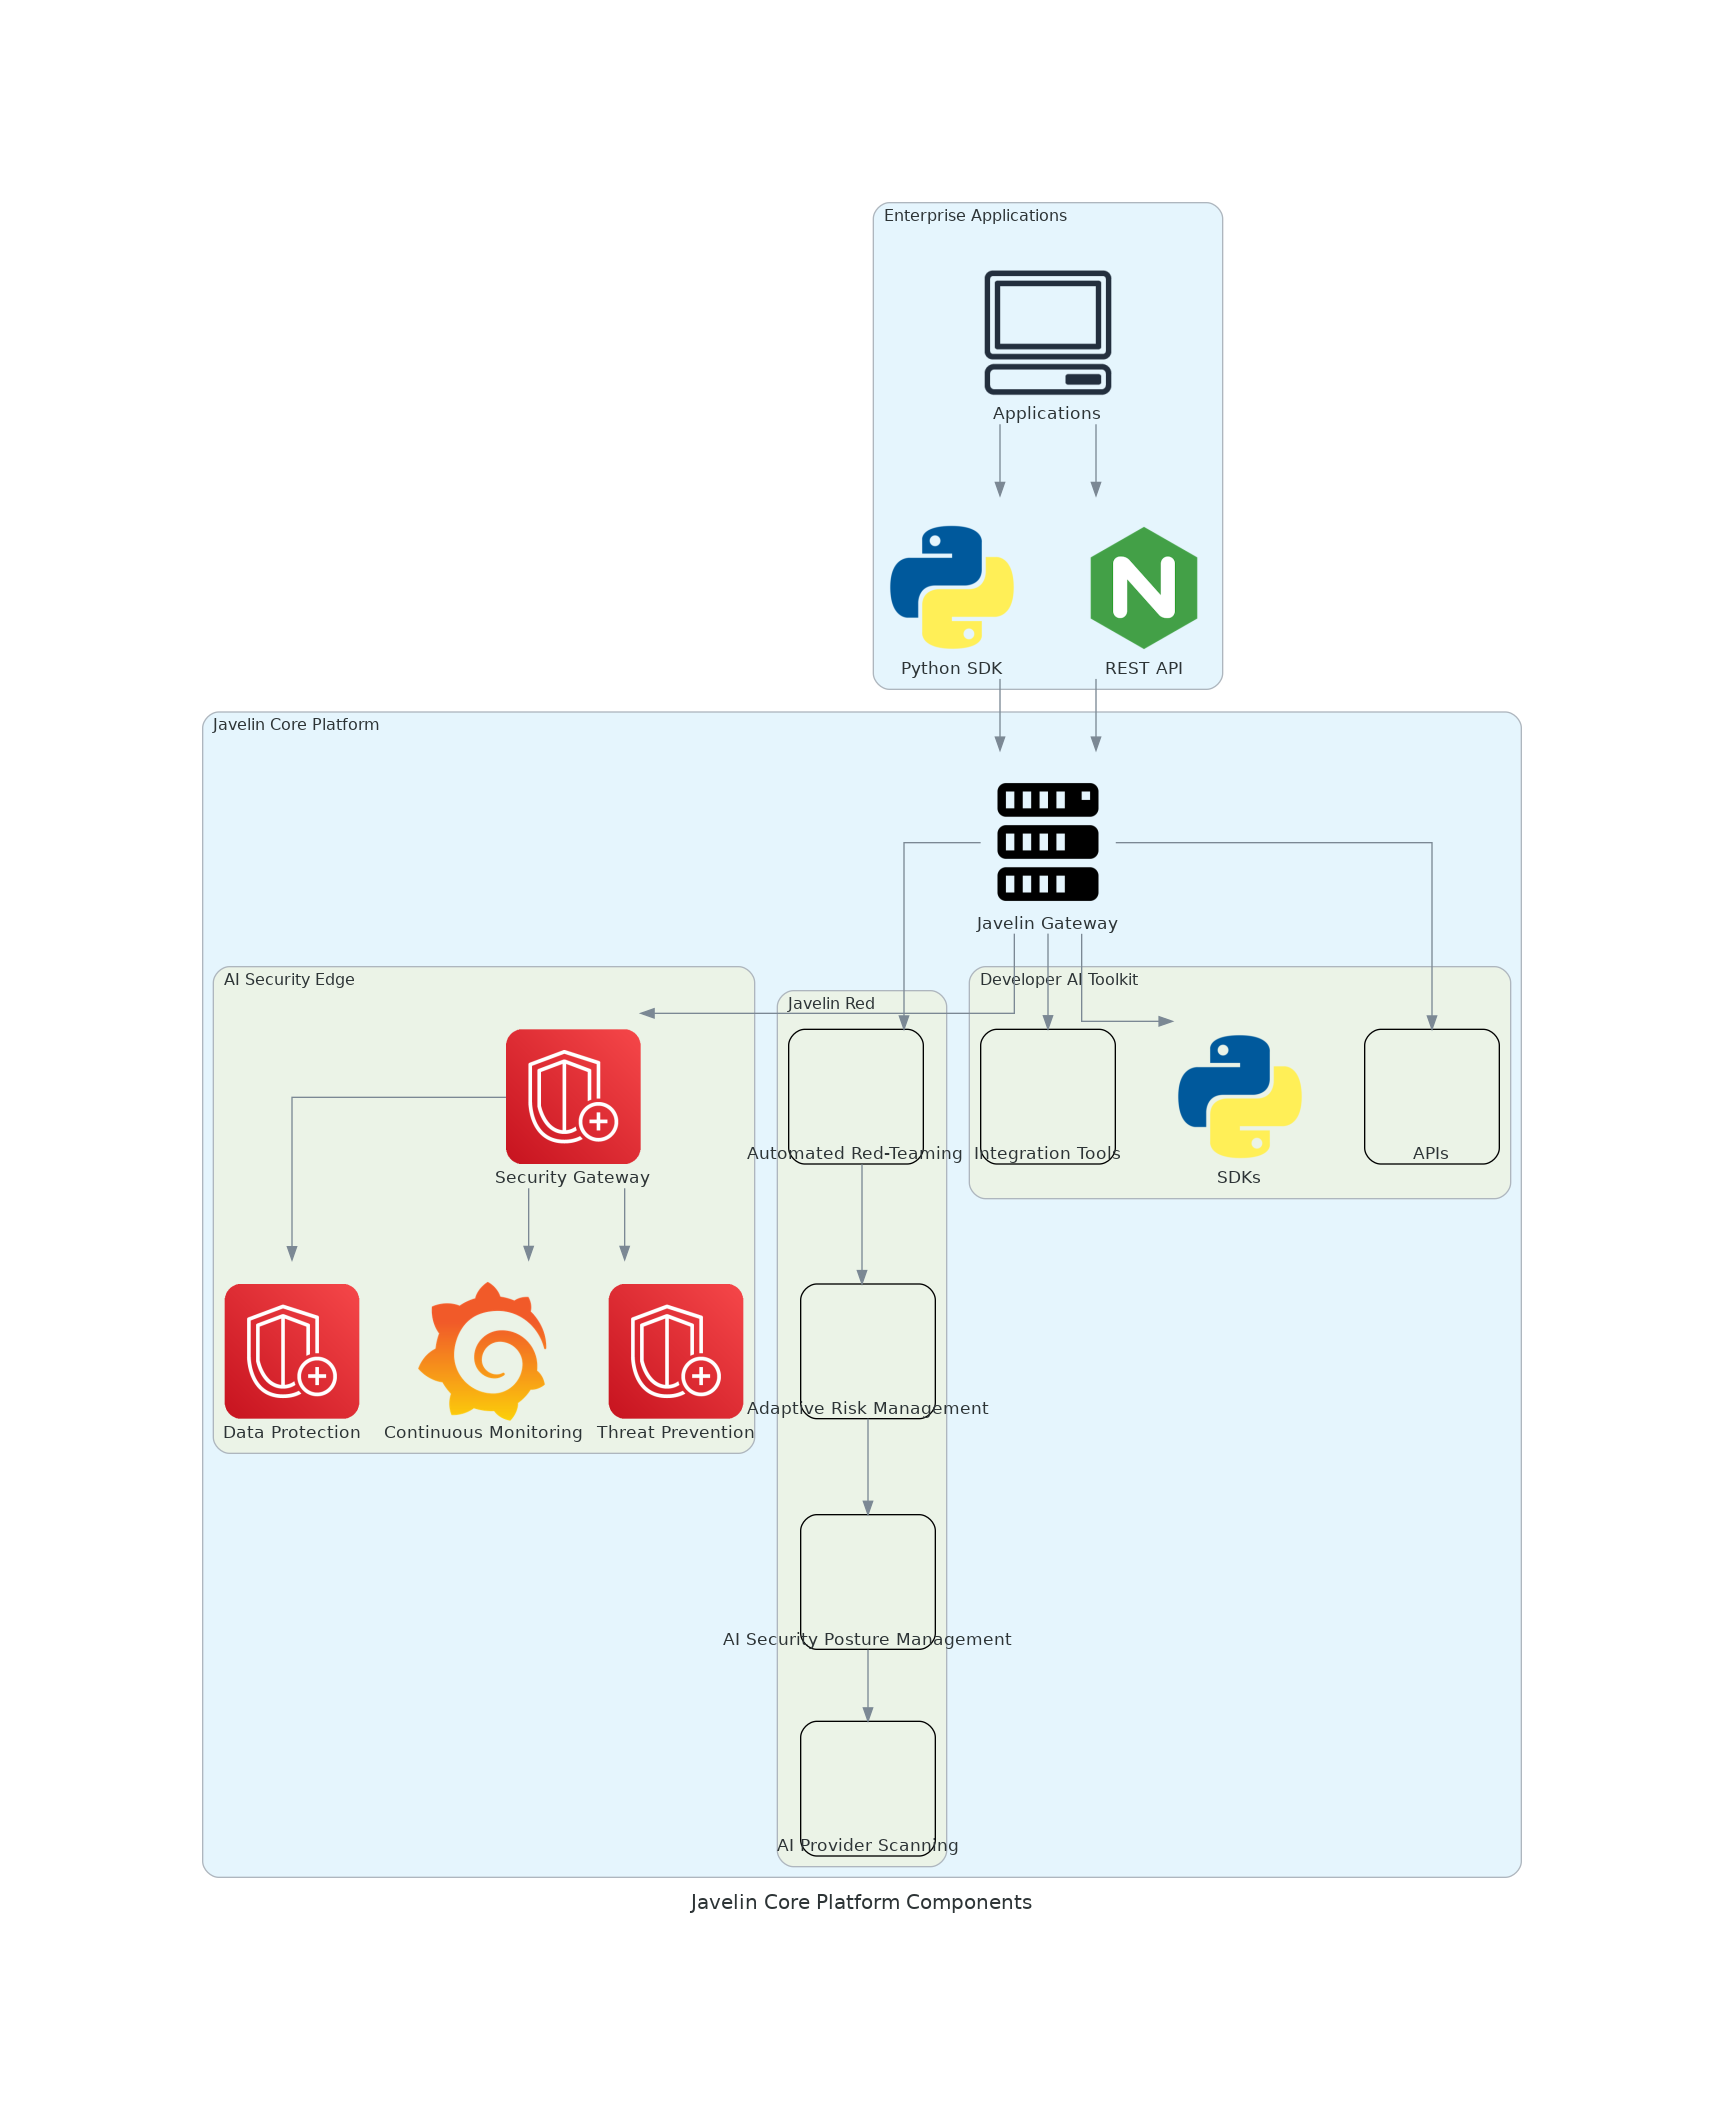 Enterprise Applications
Applications
Python SDK
REST API
Javelin Core Platform
Javelin Gateway
AI Security Edge
Security Gateway
Data Protection
Continuous Monitoring
Threat Prevention
Javelin Red
Automated Red-Teaming
Adaptive Risk Management
AI Security Posture Management
AI Provider Scanning
Developer AI Toolkit
Integration Tools
SDKs
APIs
Javelin Core Platform Components